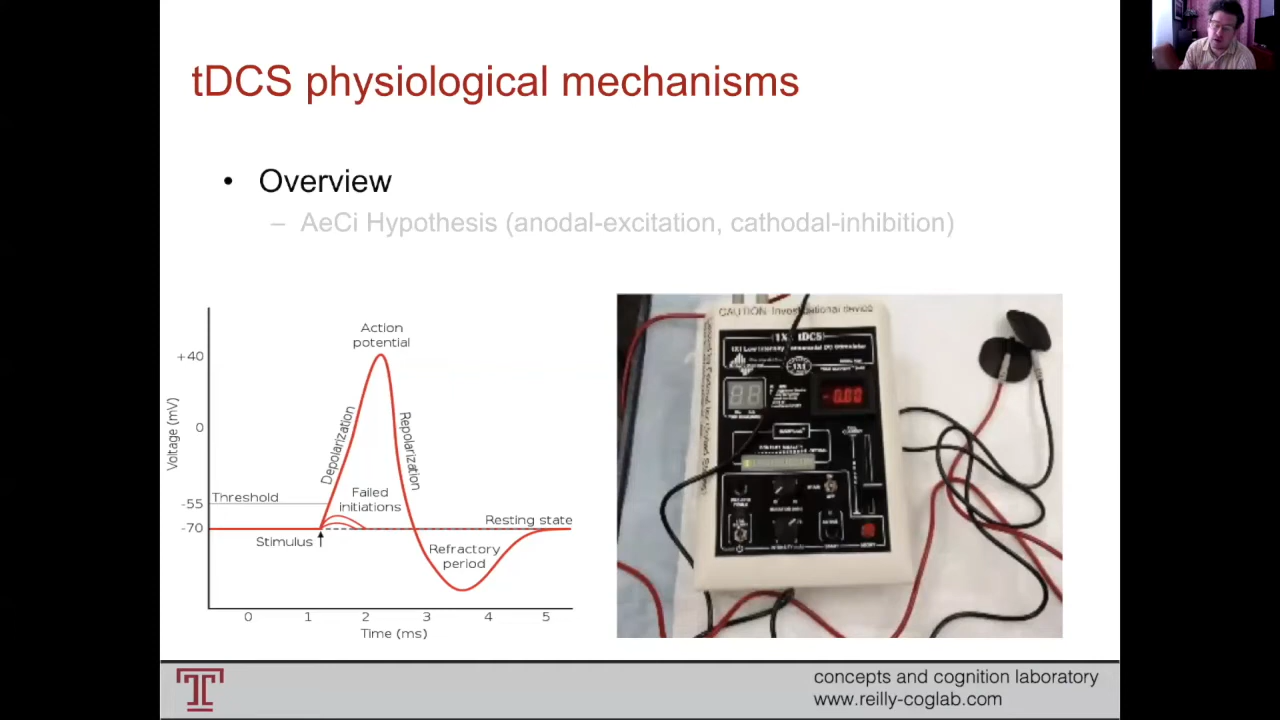 tDCS physiological mechanisms
• Overview
– AeCi Hypothesis (anodal-excitation, cathodal-inhibition)
Action
potential
+40
Voltage (mV)
0
Depolarization
Repolarization
Failed
initiations
Threshold
-55
-70
Resting state
Stimulus
Refractory
period
0 1 2 3 4 5
Time (ms)
CAUTION Investigational Device
1X1 tDCS
concepts and cognition laboratory
www.reilly-coglab.com